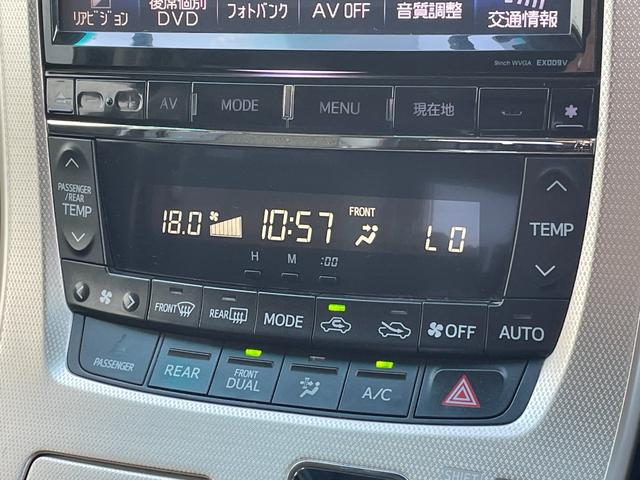 リアビジョン
後席個別
DVD
フォトバンク
AV OFF
音質調整
交通情報
9inch WVGA EX009V
AV
MODE
MENU
現在地
PASSENGER
/REAR
TEMP
18.0
10:57
FRONT
LO
H
M
:00
TEMP
FRONT
REAR
MODE
OFF
AUTO
PASSENGER
REAR
FRONT
DUAL
A/C
SHIFT